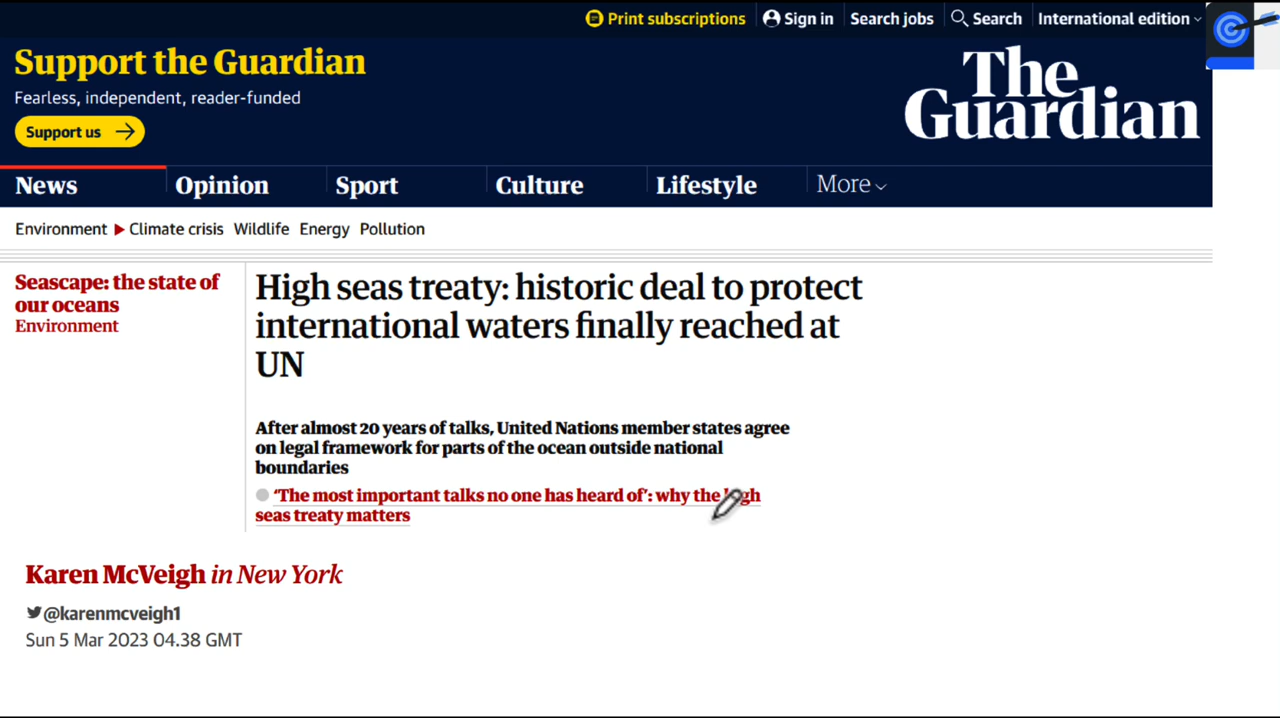 Print subscriptions Sign in Search jobs Search International edition
Support the Guardian
Fearless, independent, reader-funded
Support us
The
Guardian
News Opinion Sport Culture Lifestyle More
Environment Climate crisis Wildlife Energy Pollution
Seascape: the state of
our oceans
Environment
High seas treaty: historic deal to protect
international waters finally reached at
UN
After almost 20 years of talks, United Nations member states agree
on legal framework for parts of the ocean outside national
boundaries
‘The most important talks no one has heard of’: why the high
seas treaty matters
Karen McVeigh in New York
@karenmcveigh1
Sun 5 Mar 2023 04.38 GMT